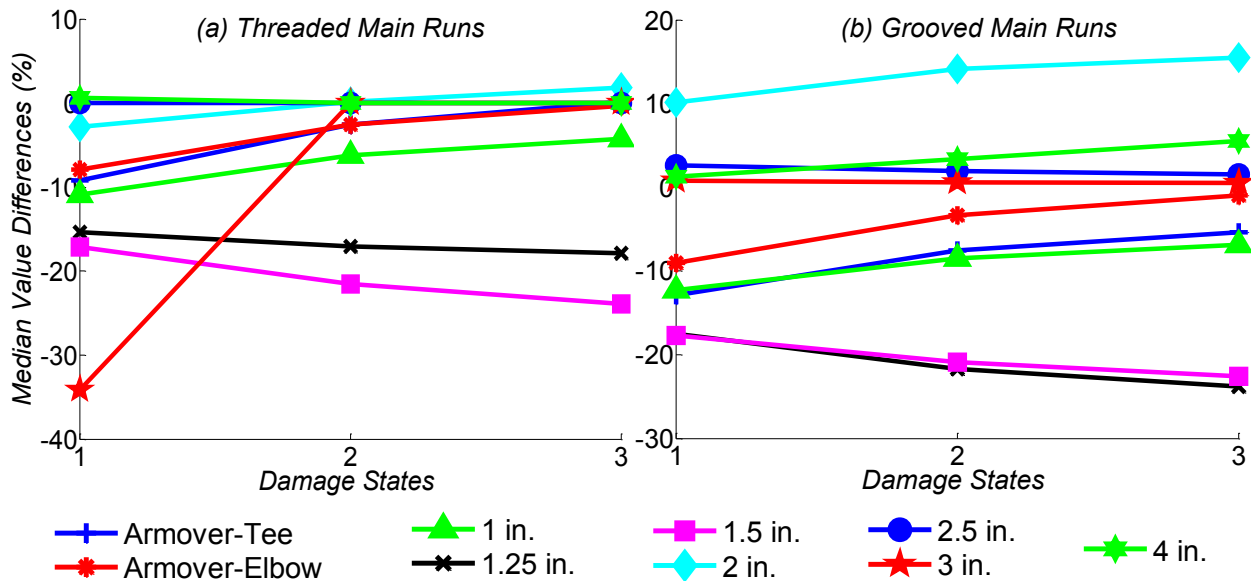 (a) Threaded Main Runs
(b) Grooved Main Runs
Median Value Differences (%)
10
0
-10
-20
-30
-40
1
2
3
Damage States
20
10
0
-10
-20
-30
1
2
3
Damage States
Armover-Tee
Armover-Elbow
1 in.
1.25 in.
1.5 in.
2 in.
2.5 in.
3 in.
4 in.